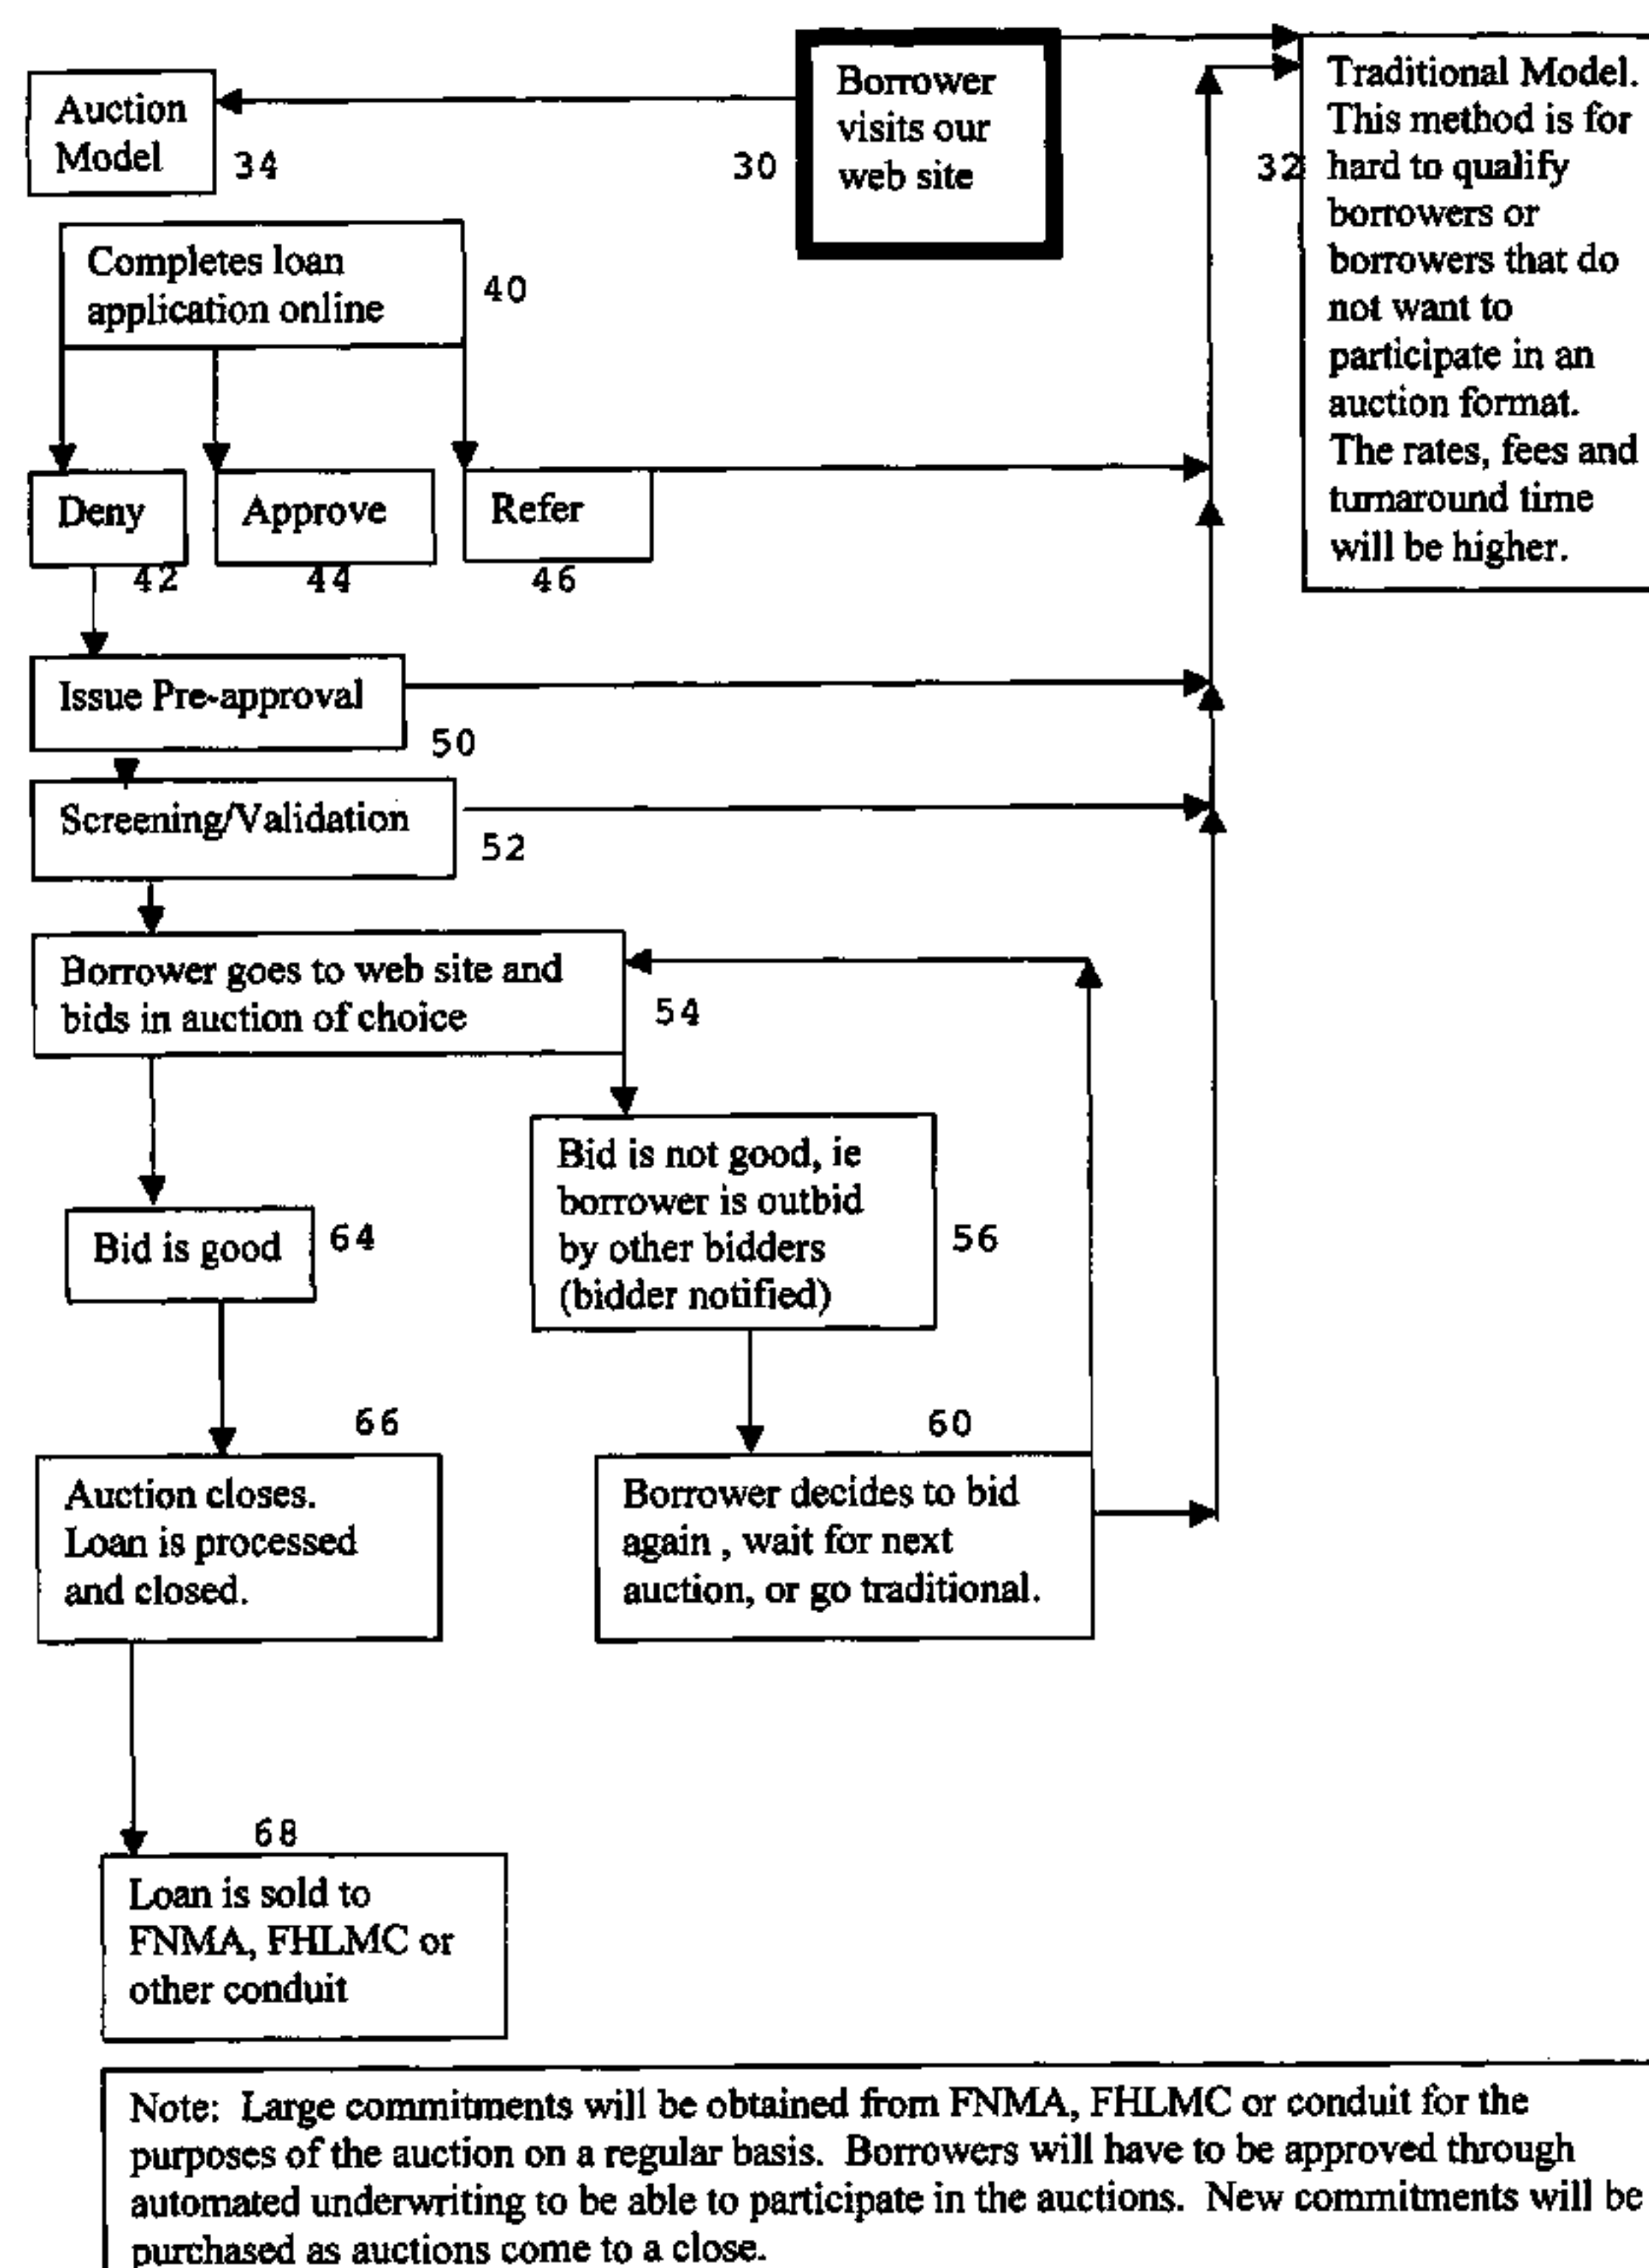 Borrower
visits our
web site
30
Auction
Model
34
Traditional Model.
This method is for
hard to qualify
borrowers or
borrowers that do
not want to
participate in an
auction format.
The rates, fees and
turnaround time
will be higher.
32
Completes loan
application online
40
Deny
42
Approve
44
Refer
46
Issue Pre-approval
50
Screening/Validation
52
Borrower goes to web site and
bids in auction of choice
54
Bid is not good, ie
borrower is outbid
by other bidders
(bidder notified)
56
Bid is good
64
66
Auction closes.
Loan is processed
and closed.
60
Borrower decides to bid
again , wait for next
auction, or go traditional.
68
Loan is sold to
FNMA, FHLMC or
other conduit
Note: Large commitments will be obtained from FNMA, FHLMC or conduit for the
purposes of the auction on a regular basis. Borrowers will have to be approved through
automated underwriting to be able to participate in the auctions. New commitments will be
purchased as auctions come to a close.